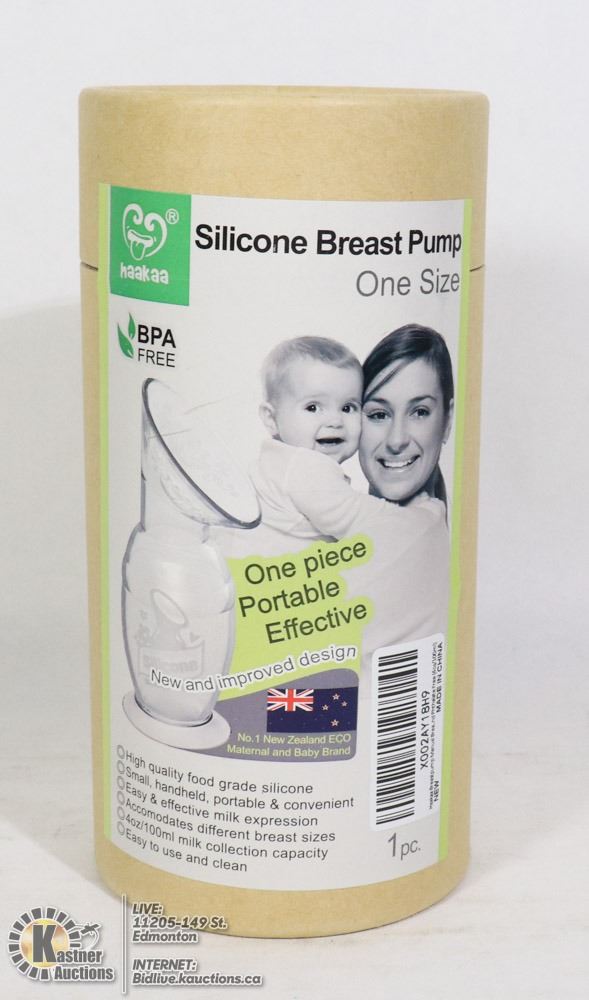 haakaa
®
Silicone Breast Pump
One Size
BPA
FREE
One piece
Portable
Effective
New and improved design
No.1 New Zealand ECO
Maternal and Baby Brand
High quality food grade silicone
Small, handheld, portable & convenient
Easy & effective milk expression
Accomodates different breast sizes
4oz/100ml milk collection capacity
Easy to use and clean
X002AY18H9
NEW
MADE IN CHINA
1 pc.
Kastner
Auctions
LIVE:
11205-149 St.
Edmonton
INTERNET:
Bidlive.kauctions.ca